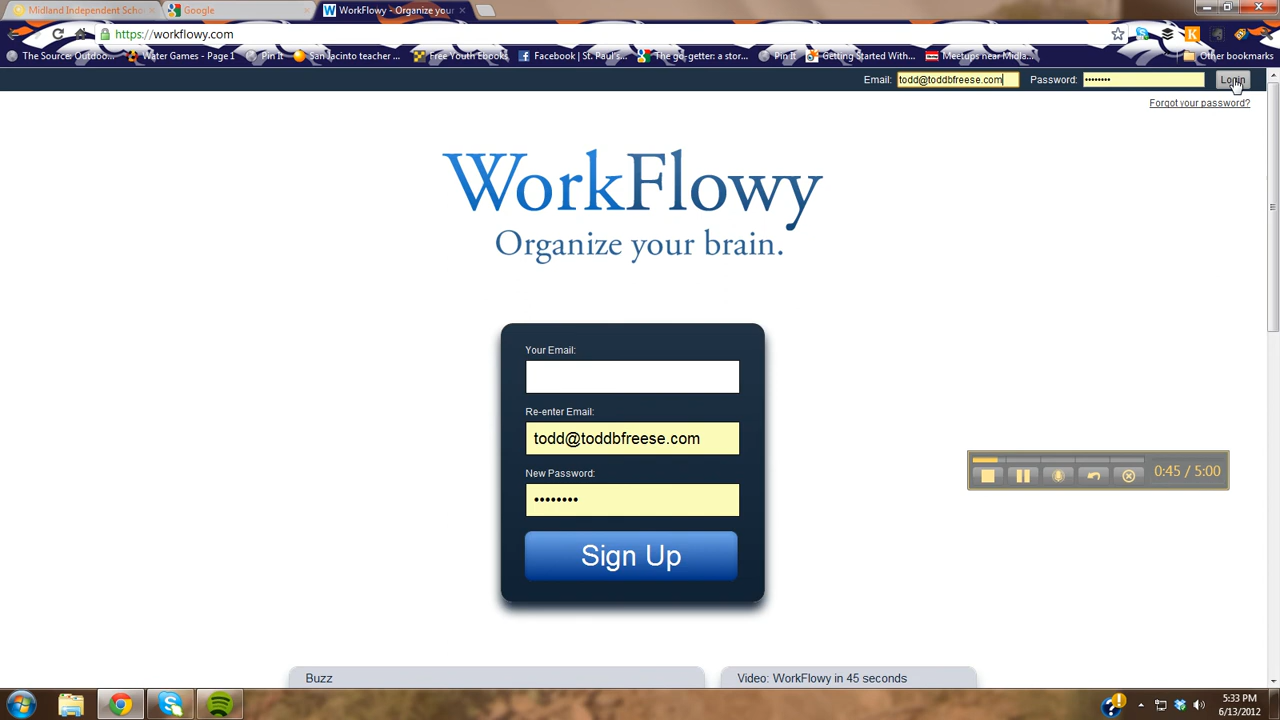 Midland Independent Scho
Google
WorkFlowy - Organize your
https://workflowy.com
The Source: Outdo...
Pin It
Water Games - Page 1
San Jacinto teacher ...
Free Youth Ebooks
Facebook | St. Paul's...
The go-getter: a stor...
Pin It
Getting Started With...
Meetups near Midla...
Other bookmarks
Email: todd@toddbfreese.com Password: •••••••• Login
Forgot your password?
WorkFlowy
Organize your brain.
Your Email:
Re-enter Email:
todd@toddbfreese.com
New Password:
••••••••
Sign Up
0:45 / 5:00
Buzz
Video: WorkFlowy in 45 seconds
5:33 PM
6/13/2012